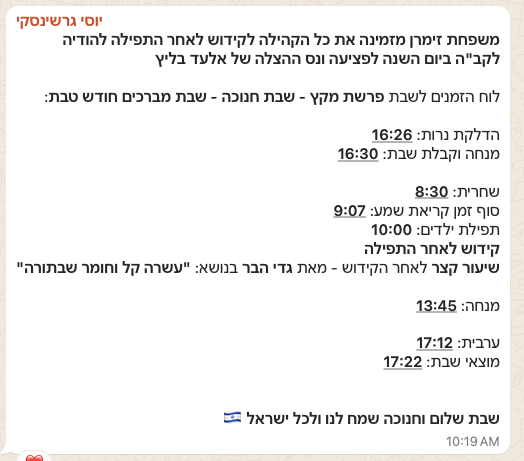 יוסי גרשינסקי
משפחת זימרן מזמינה את כל הקהילה לקידוש לאחר התפילה להודיה
לקב"ה ביום השנה לפציעה ונס ההצלה של אלעד בליץ
לוח הזמנים לשבת פרשת מקץ - שבת חנוכה - שבת מברכים חודש טבת:
הדלקת נרות: 16:26
מנחה וקבלת שבת: 16:30
שחרית: 8:30
סוף זמן קריאת שמע: 9:07
תפילת ילדים: 10:00
קידוש לאחר התפילה
שיעור קצר לאחר הקידוש - מאת גדי הבר בנושא: "עשרה קל וחומר שבתורה"
מנחה: 13:45
ערבית: 17:12
מוצאי שבת: 17:22
שבת שלום וחנוכה שמח לנו ולכל ישראל 🇮🇱
10:19 AM